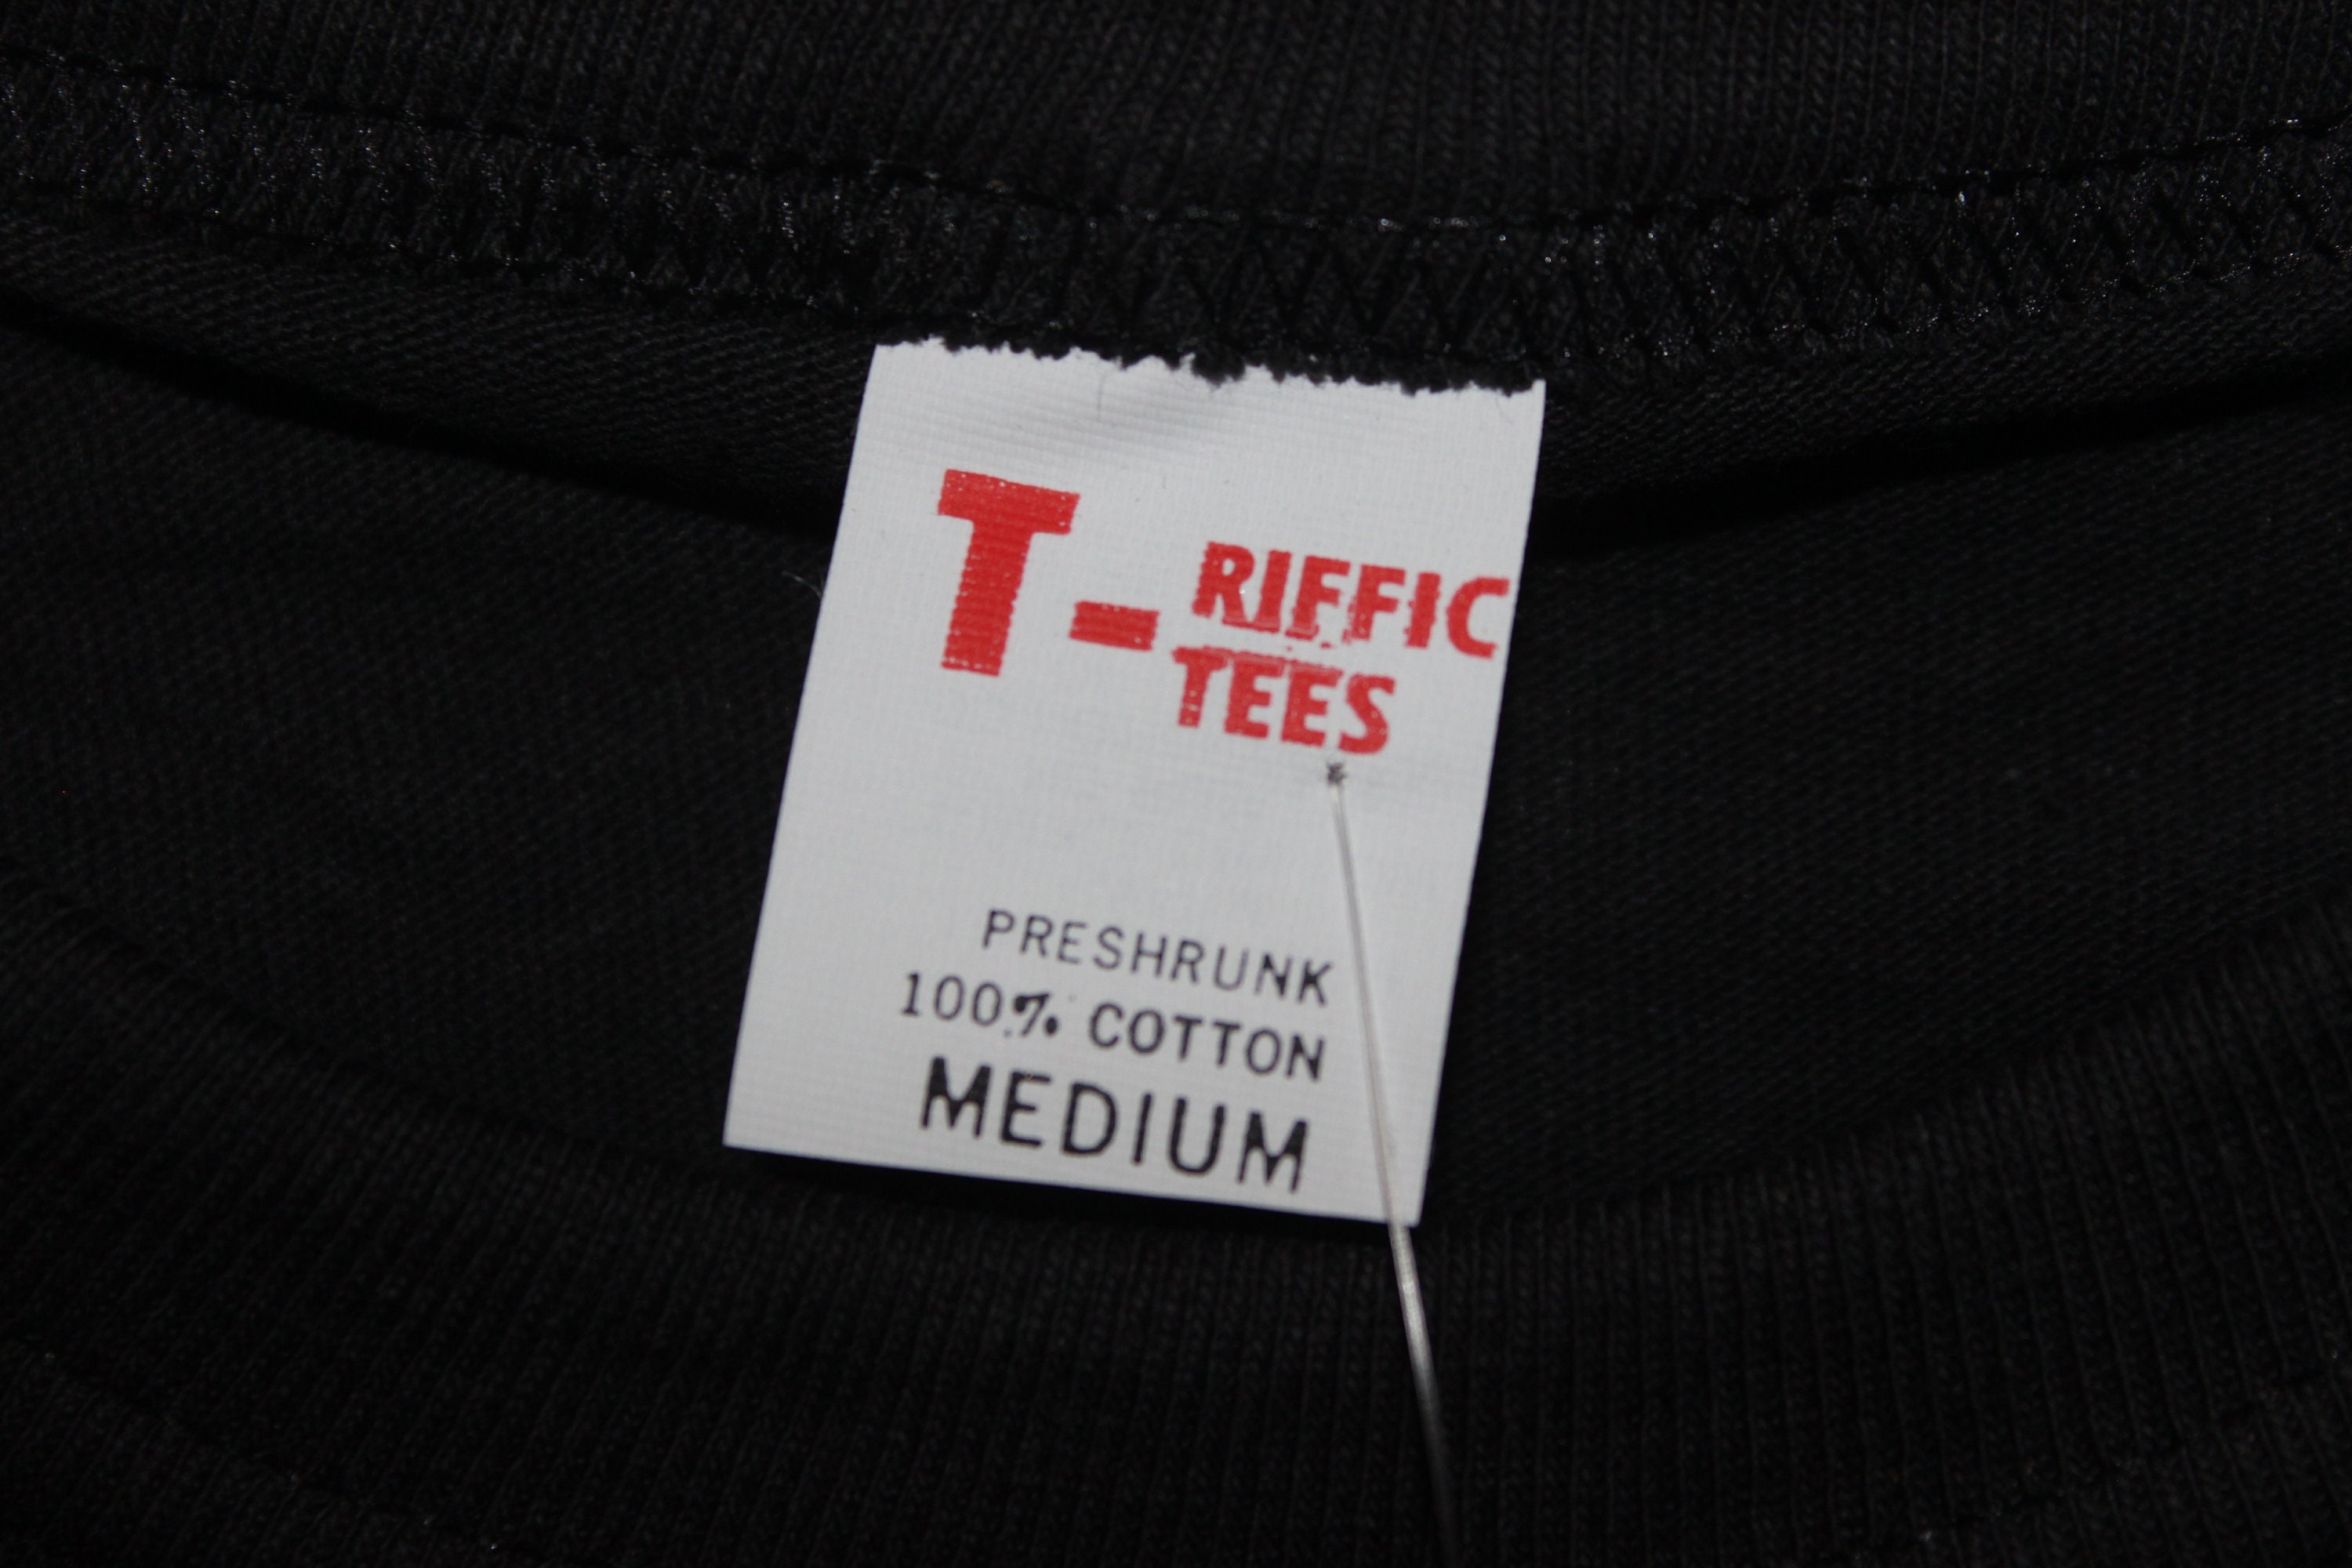 T-RIFFIC
TEES
PRESHRUNK
100% COTTON
MEDIUM